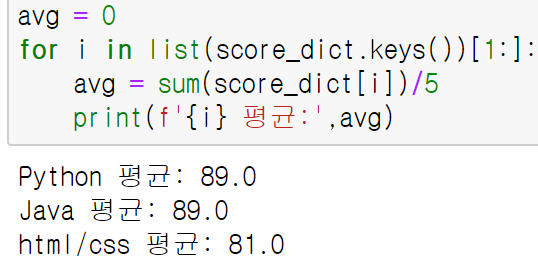 avg = 0
for i in list(score_dict.keys())[1:]:
    avg = sum(score_dict[i])/5
    print(f'{i} 평균:',avg)
Python 평균: 89.0
Java 평균: 89.0
html/css 평균: 81.0